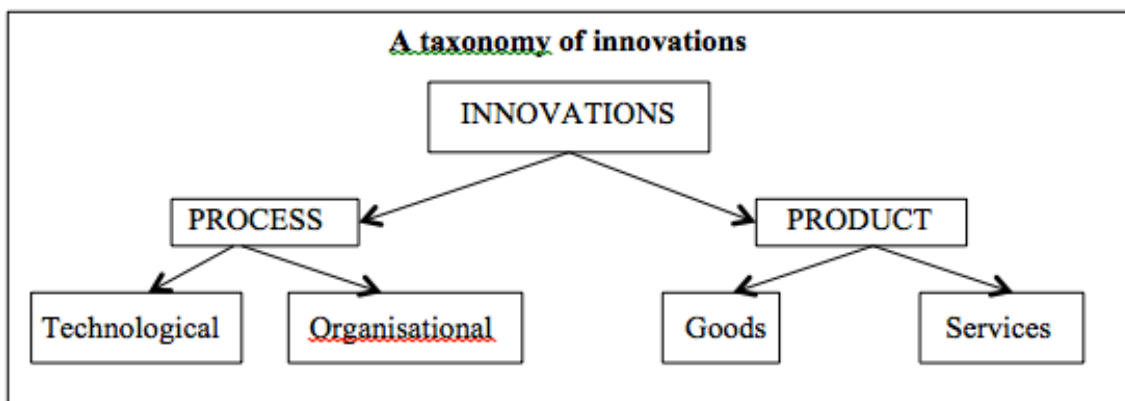 A taxonomy of innovations
INNOVATIONS
PROCESS
PRODUCT
Technological
Organisational
Goods
Services